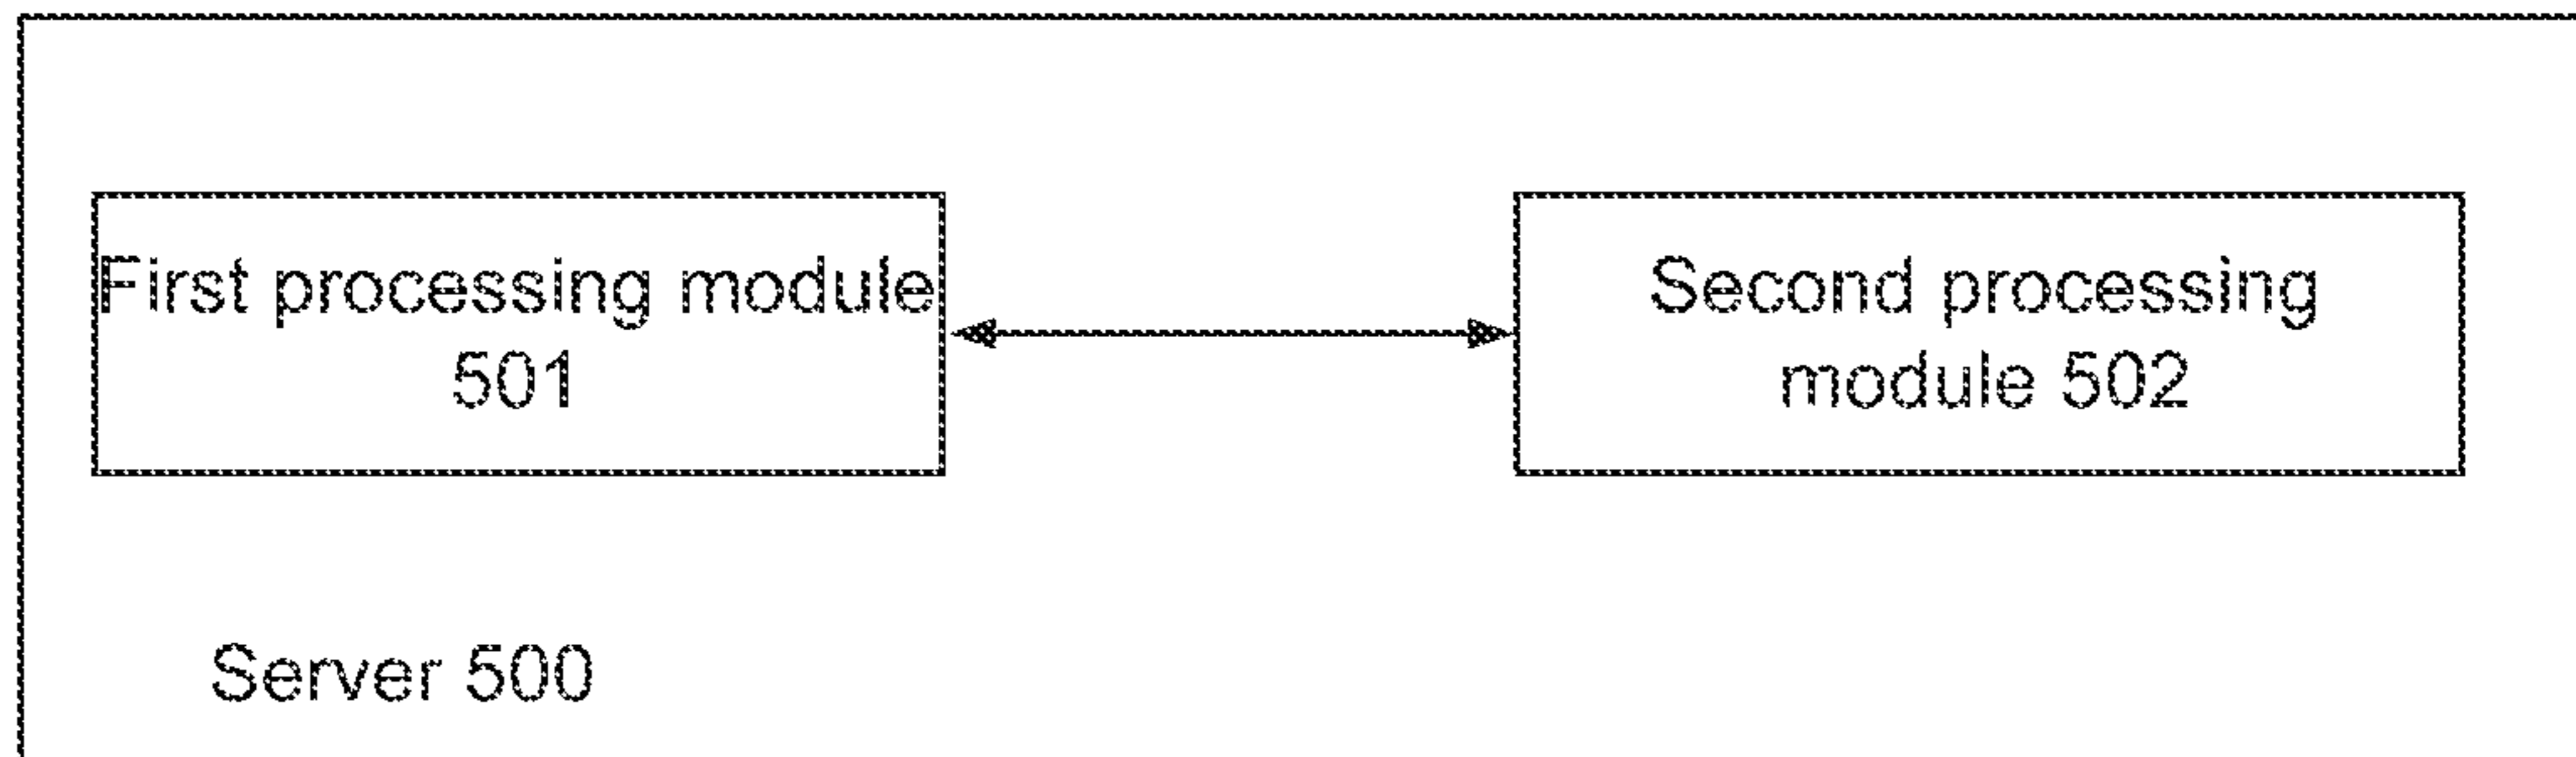 First processing module
501
Second processing
module 502
Server 500